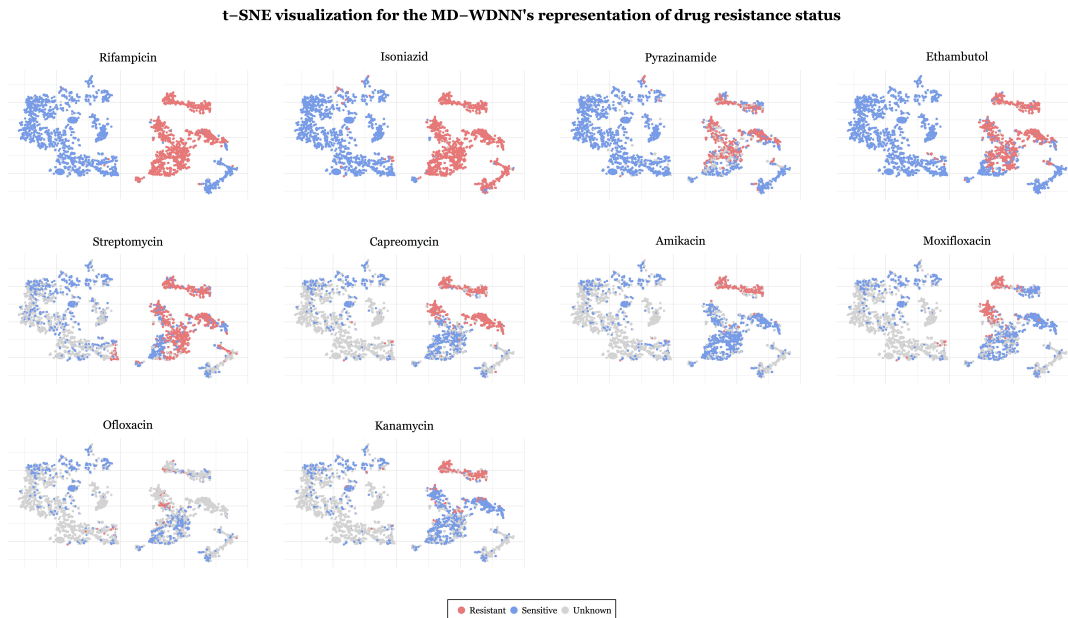 t−SNE visualization for the MD−WDNN's representation of drug resistance status
Rifampicin
Isoniazid
Pyrazinamide
Ethambutol
Streptomycin
Capreomycin
Amikacin
Moxifloxacin
Ofloxacin
Kanamycin
Resistant Sensitive Unknown